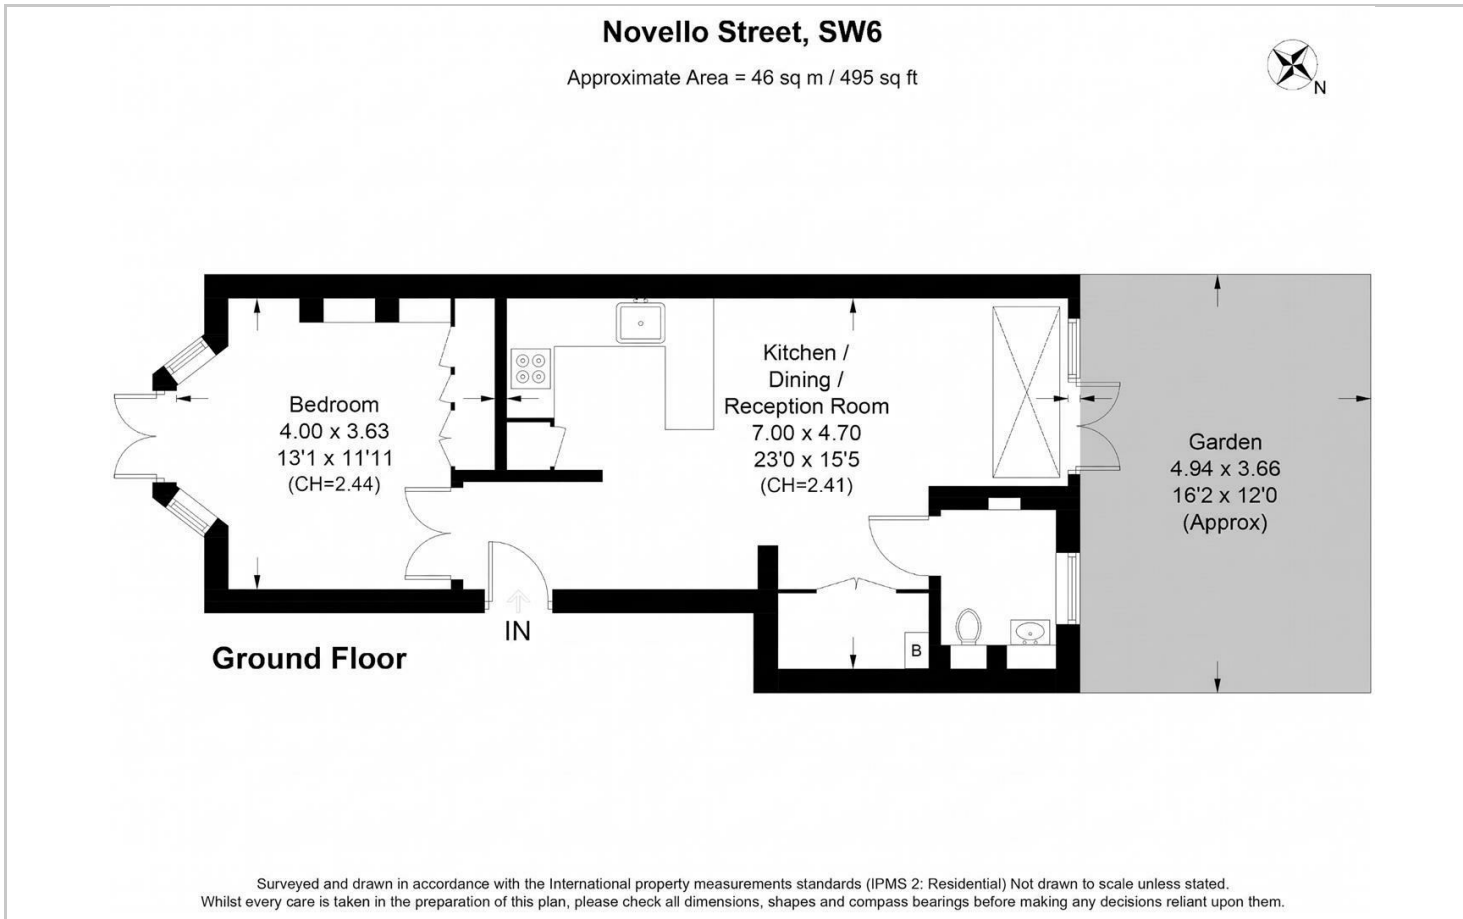 Novello Street, SW6
Approximate Area = 46 sq m / 495 sq ft
N
Kitchen /
Dining /
Reception Room
7.00 x 4.70
23'0 x 15'5
(CH=2.41)
Bedroom
4.00 x 3.63
13'1 x 11'11
(CH=2.44)
Garden
4.94 x 3.66
16'2 x 12'0
(Approx)
IN
B
Ground Floor
Surveyed and drawn in accordance with the International property measurements standards (IPMS 2: Residential) Not drawn to scale unless stated.
Whilst every care is taken in the preparation of this plan, please check all dimensions, shapes and compass bearings before making any decisions reliant upon them.